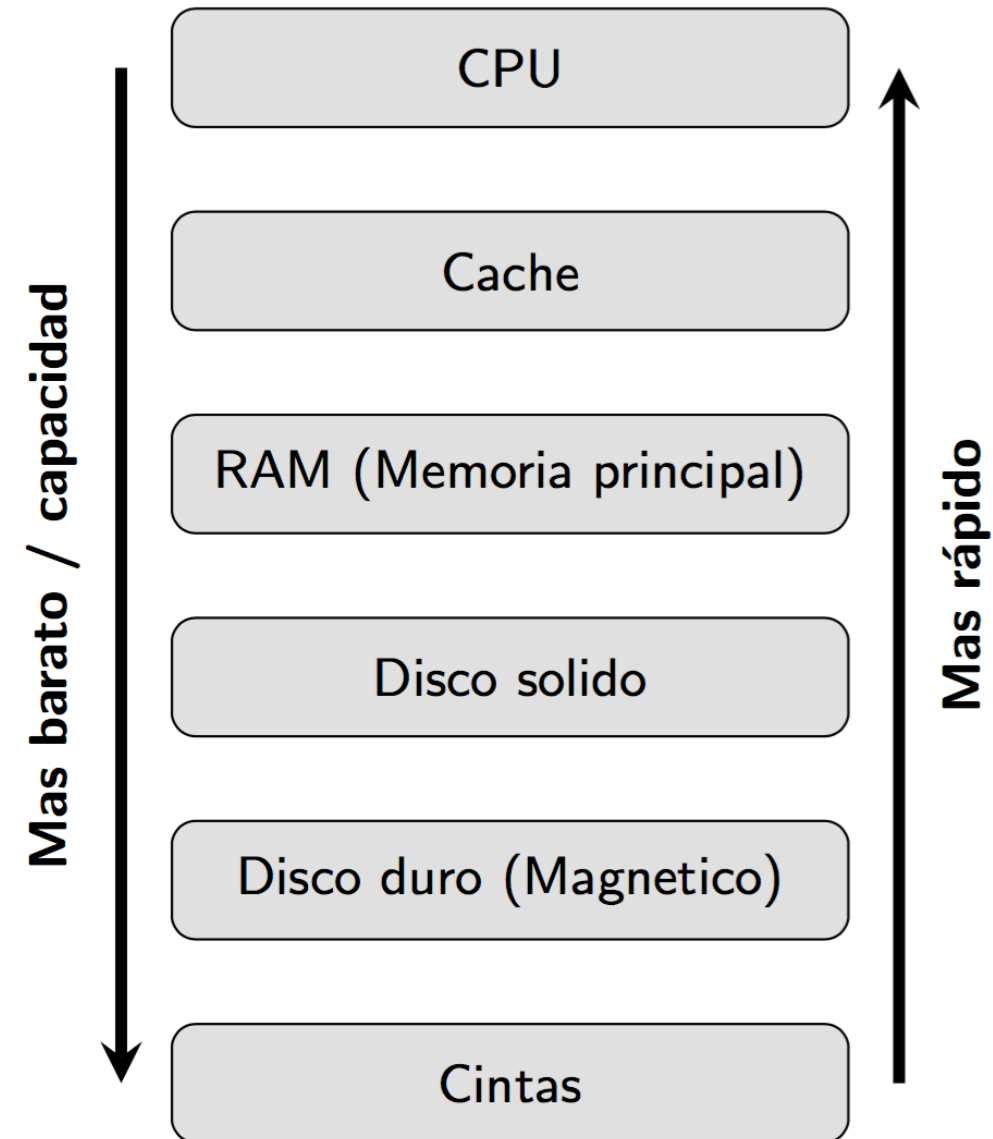 CPU
Cache
RAM (Memoria principal)
Disco solido
Disco duro (Magnetico)
Cintas
Mas barato / capacidad
Mas rápido